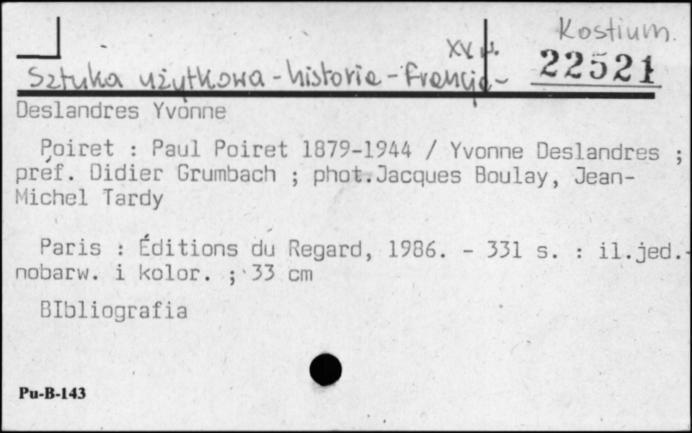 Kostium.
XX w.
22521
Sztuka użytkowa - historia - Francja -
Deslandres Yvonne
Poiret : Paul Poiret 1879-1944 / Yvonne Deslandres ;
préf. Didier Grumbach ; phot.Jacques Boulay, Jean-
Michel Tardy
Paris : Éditions du Regard, 1986. - 331 s. : il.jed.-
nobarw. i kolor. ; 33 cm
BIbliografia
Pu-B-143